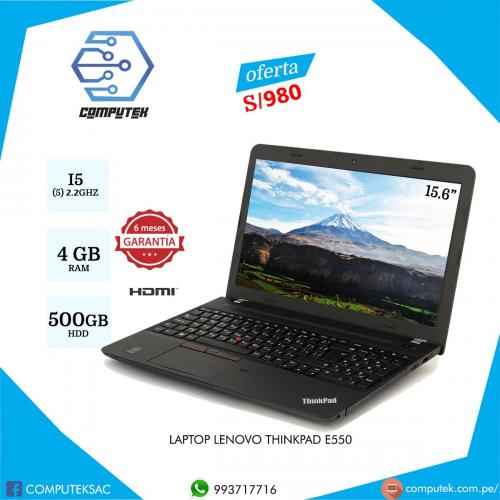 COMPUTEK
oferta
S/980
I5
(5) 2.2GHZ
6 meses
GARANTIA
4 GB
RAM
HDMI
500GB
HDD
15.6”
ThinkPad
LAPTOP LENOVO THINKPAD E550
COMPUTEKSAC
993717716
computek.com.pe/